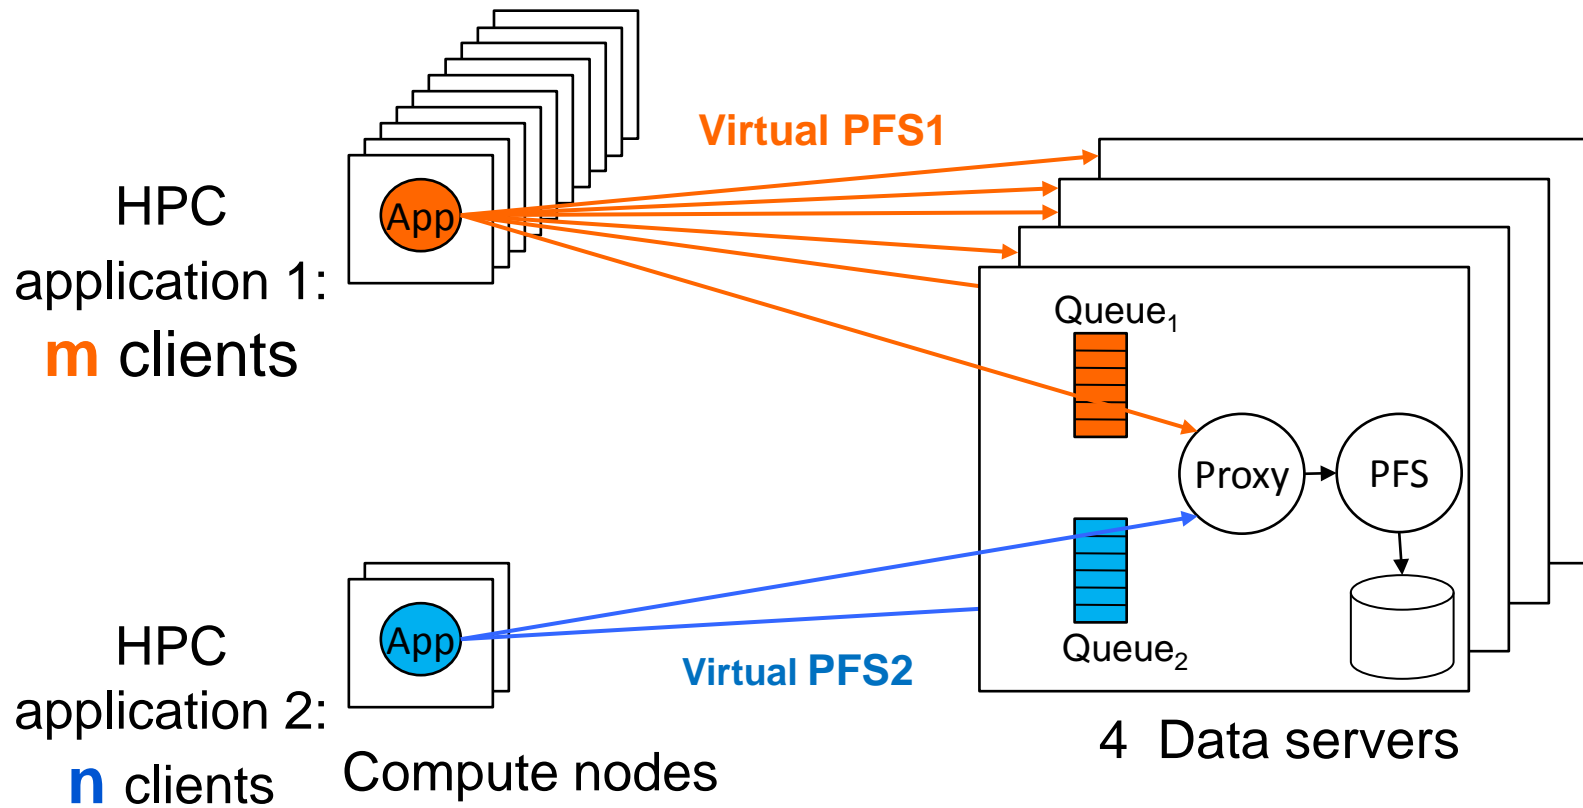 Virtual PFS1
HPC
application 1:
m clients
App
Queue1
Proxy
PFS
Queue2
HPC
application 2:
n clients
App
Virtual PFS2
Compute nodes
4 Data servers